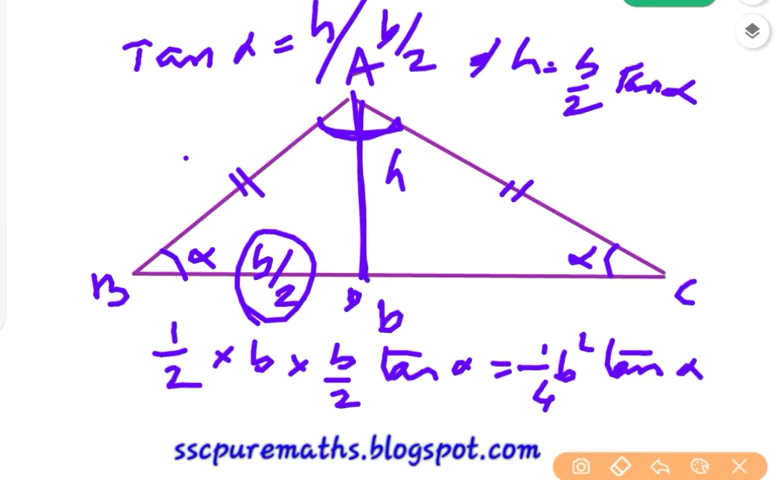 Tan α = h/b/2 ⇒ h = b/2 Tan α
A
h
B α b/2 D α C
b
1/2 × b × b/2 tan α = 1/4 b² tan α
sscpuremaths.blogspot.com